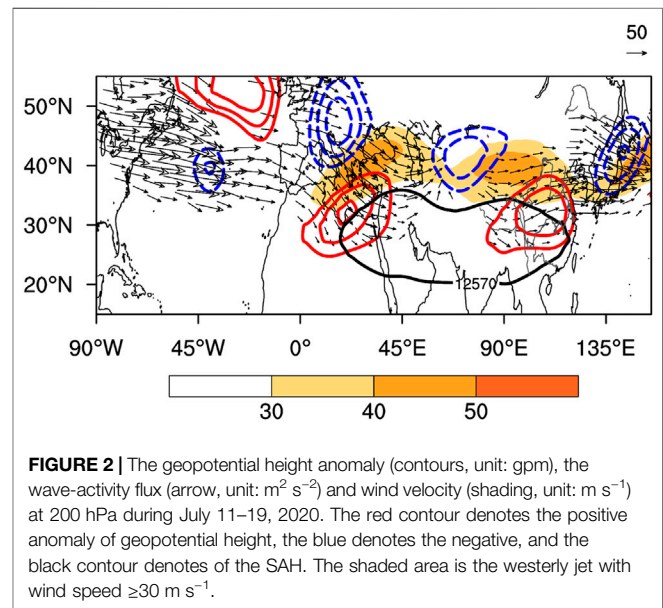 50
50°N
40°N
30°N
20°N
12570
90°W 45°W 0° 45°E 90°E 135°E
30 40 50
FIGURE 2 | The geopotential height anomaly (contours, unit: gpm), the
wave-activity flux (arrow, unit: m² s⁻²) and wind velocity (shading, unit: m s⁻¹)
at 200 hPa during July 11–19, 2020. The red contour denotes the positive
anomaly of geopotential height, the blue denotes the negative, and the
black contour denotes of the SAH. The shaded area is the westerly jet with
wind speed ≥30 m s⁻¹.